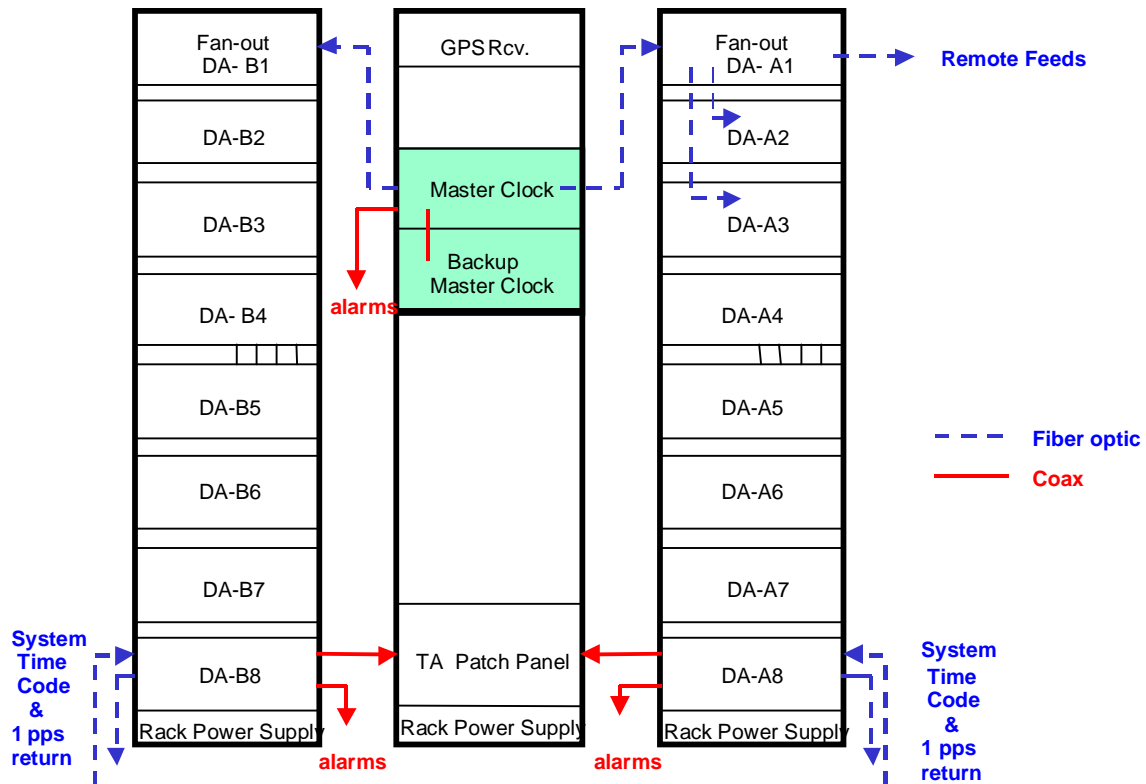 Fan-out
DA- B1
DA-B2
DA-B3
DA- B4
DA-B5
DA-B6
DA-B7
DA-B8
Rack Power Supply
System
Time
Code
&
1 pps
return
alarms
GPS Rcv.
Master Clock
Backup
Master Clock
alarms
TA Patch Panel
Rack Power Supply
Fan-out
DA- A1
DA-A2
DA-A3
DA-A4
DA-A5
DA-A6
DA-A7
DA-A8
Rack Power Supply
alarms
Remote Feeds
Fiber optic
Coax
System
Time
Code
&
1 pps
return